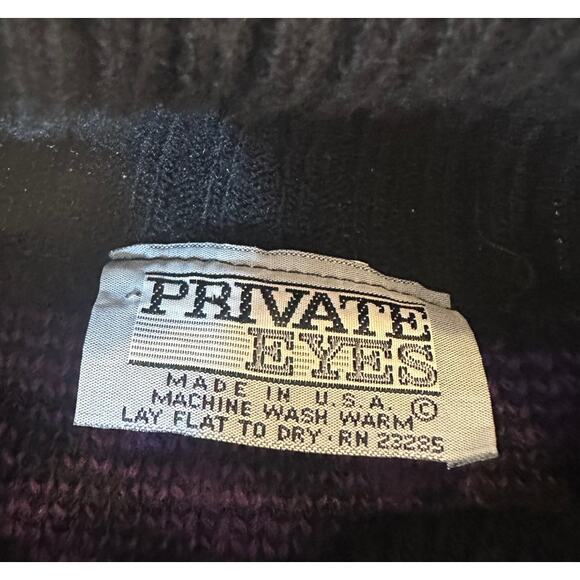 PRIVATE
EYES
©
MADE IN U.S.A.
MACHINE WASH WARM
LAY FLAT TO DRY · RN 23285